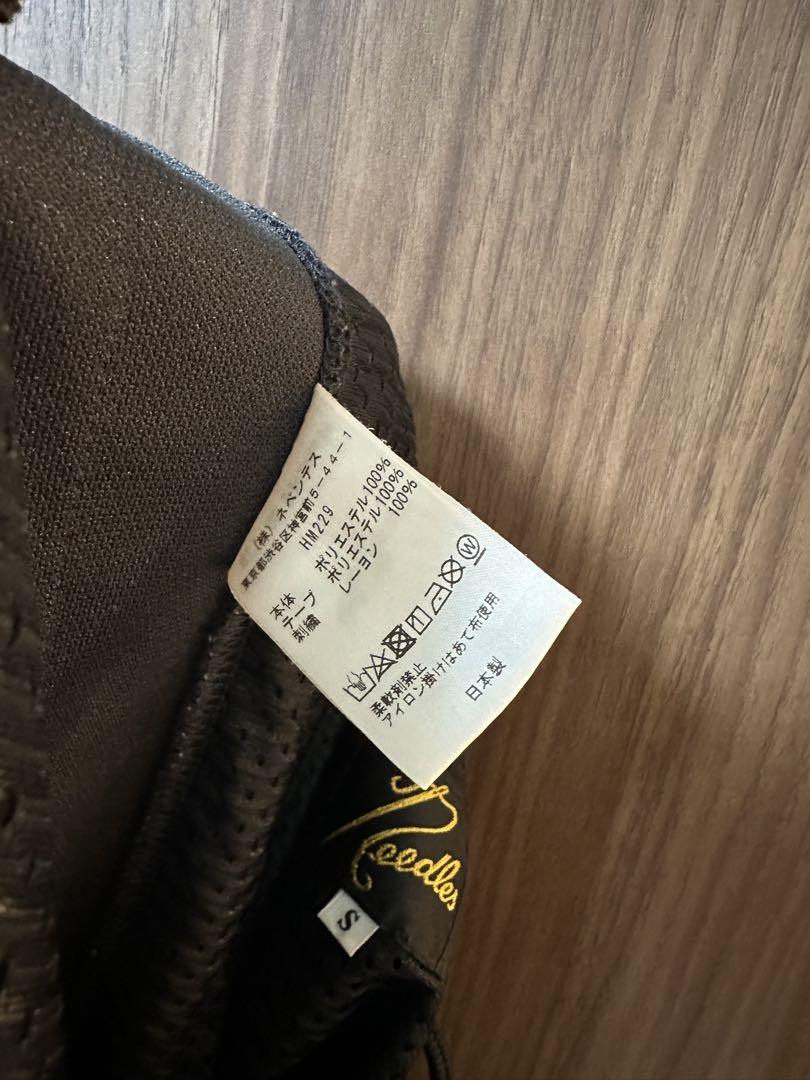 (株) ネペンテス
東京都渋谷区神宮前5-44-1
HM229
本体 ポリエステル100%
テープ ポリエステル100%
刺繍 レーヨン 100%
W
柔軟剤禁止
アイロン掛けはあて布使用
日本製
Needles
S